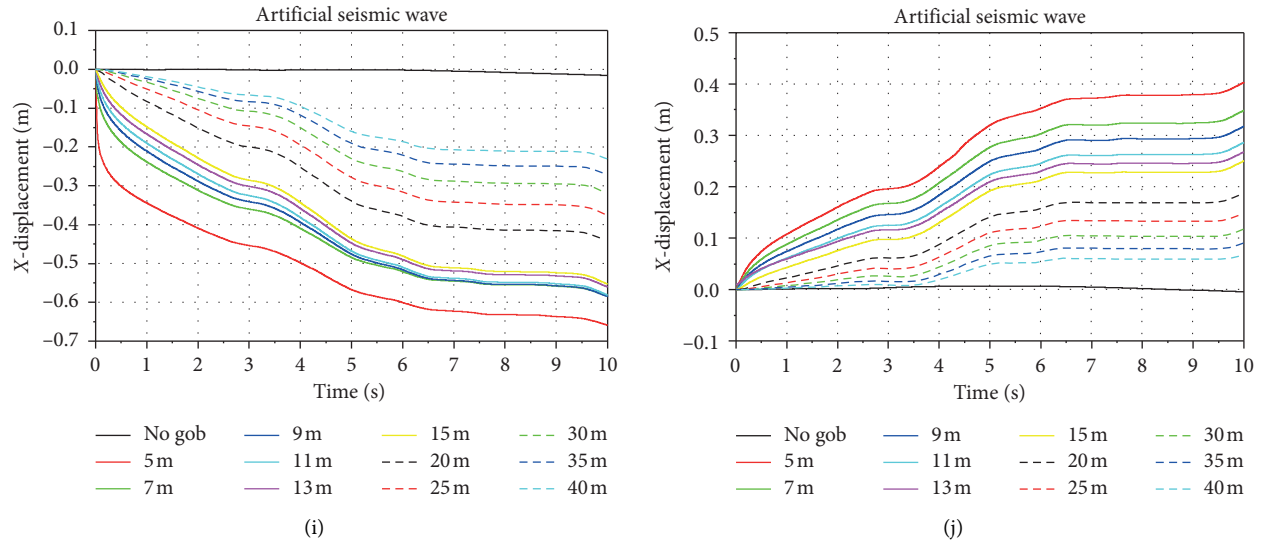 Artificial seismic wave
X-displacement (m)
0.1
0.0
–0.1
–0.2
–0.3
–0.4
–0.5
–0.6
–0.7
0 1 2 3 4 5 6 7 8 9 10
Time (s)
No gob 9 m 15 m 30 m
5 m 11 m 20 m 35 m
7 m 13 m 25 m 40 m
(i)
Artificial seismic wave
X-displacement (m)
0.5
0.4
0.3
0.2
0.1
0.0
–0.1
0 1 2 3 4 5 6 7 8 9 10
Time (s)
No gob 9 m 15 m 30 m
5 m 11 m 20 m 35 m
7 m 13 m 25 m 40 m
(j)